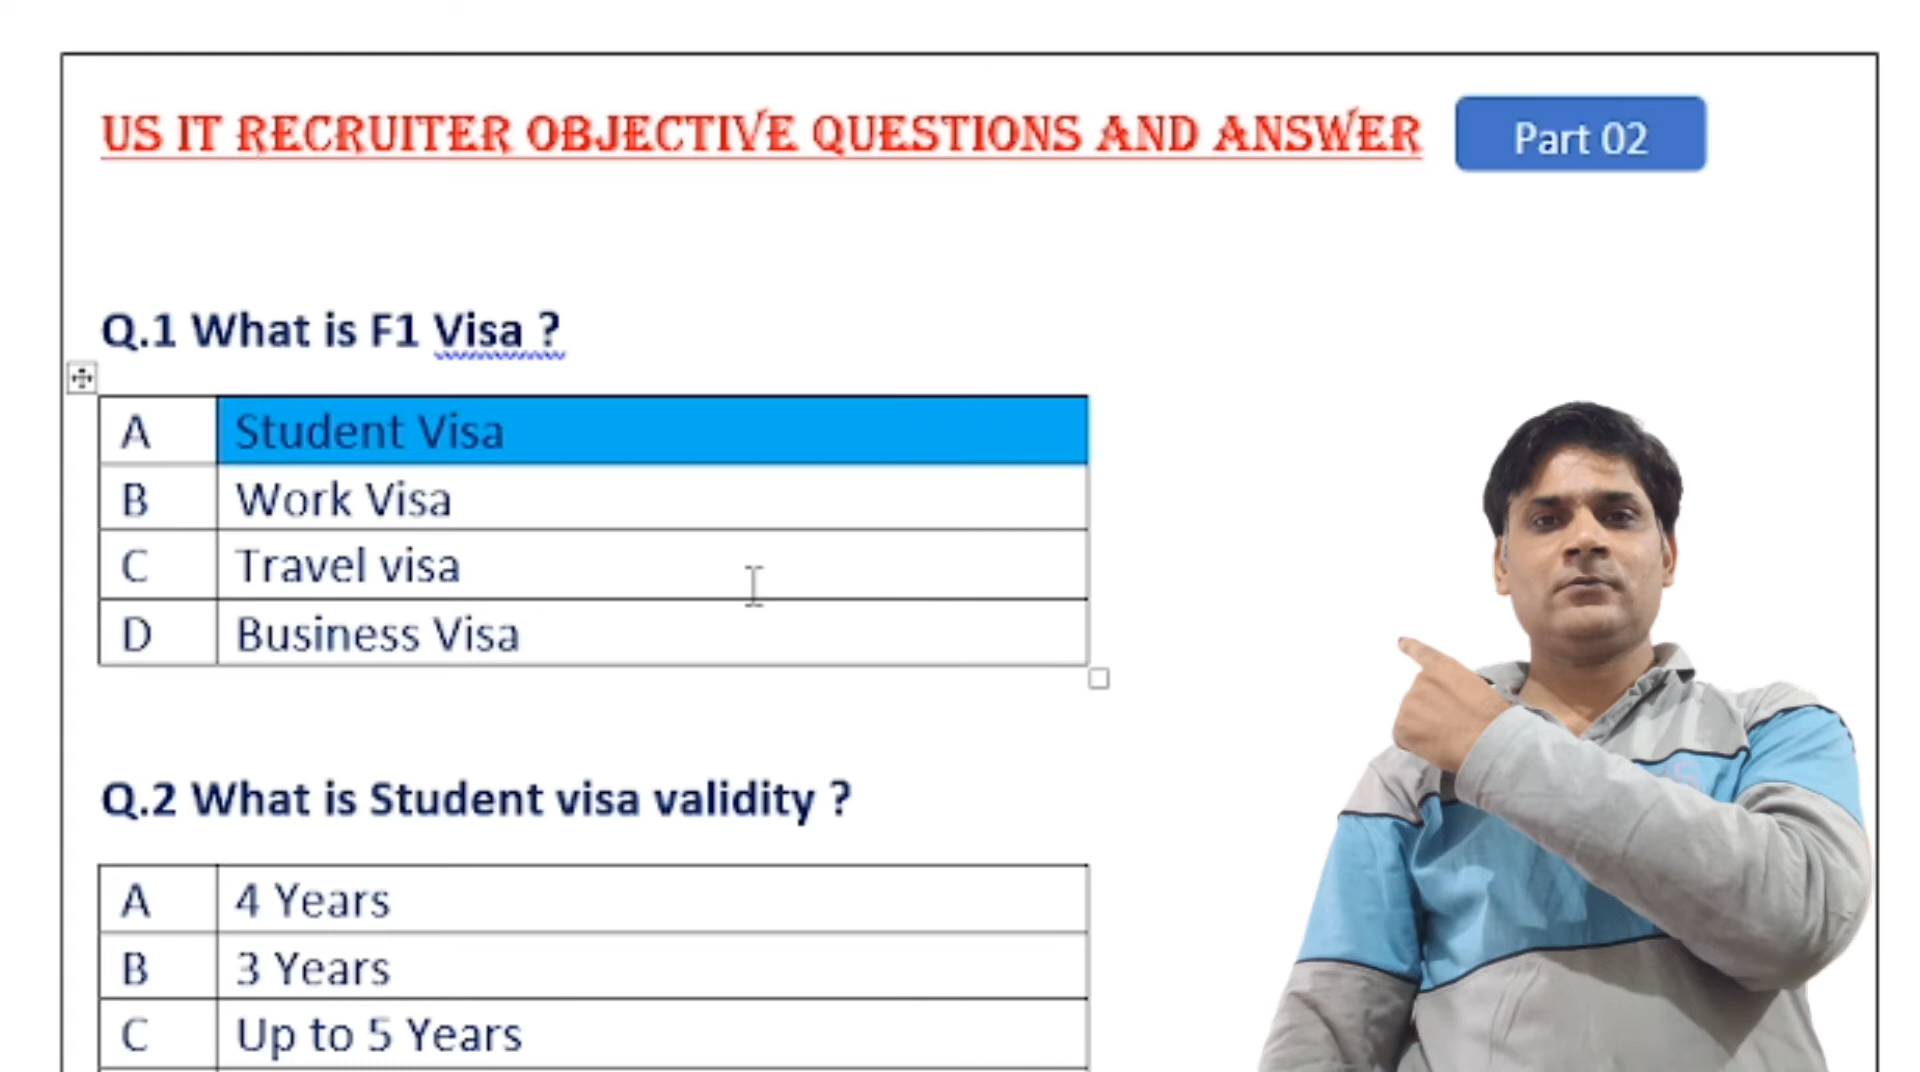 US IT RECRUITER OBJECTIVE QUESTIONS AND ANSWER Part 02
Q.1 What is F1 Visa ?
A Student Visa
B Work Visa
C Travel visa
D Business Visa
Q.2 What is Student visa validity ?
A 4 Years
B 3 Years
C Up to 5 Years